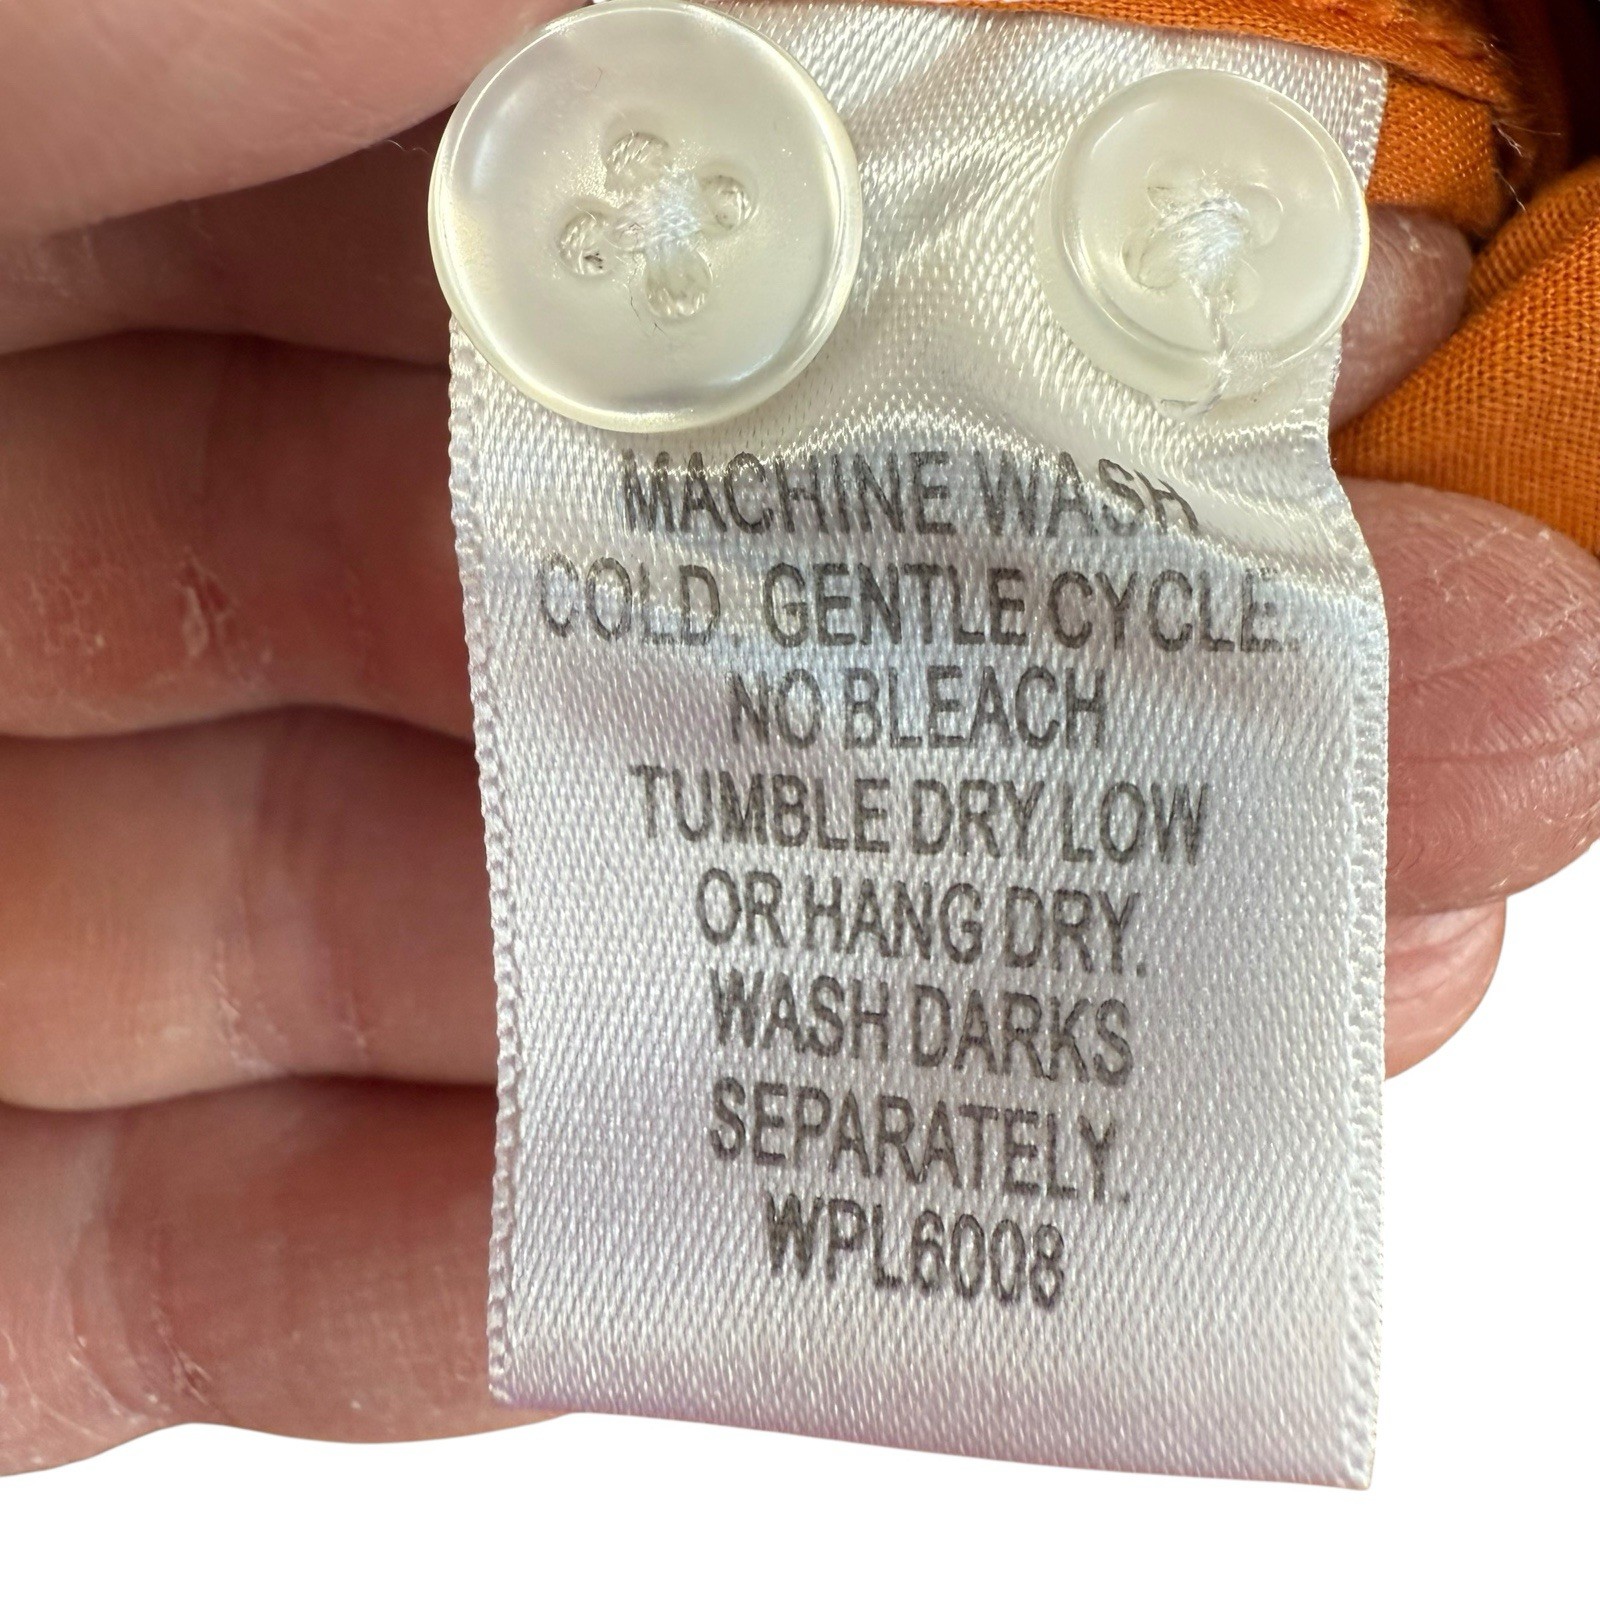 MACHINE WASH
COLD. GENTLE CYCLE.
NO BLEACH
TUMBLE DRY LOW
OR HANG DRY.
WASH DARKS
SEPARATELY.
WPL6008